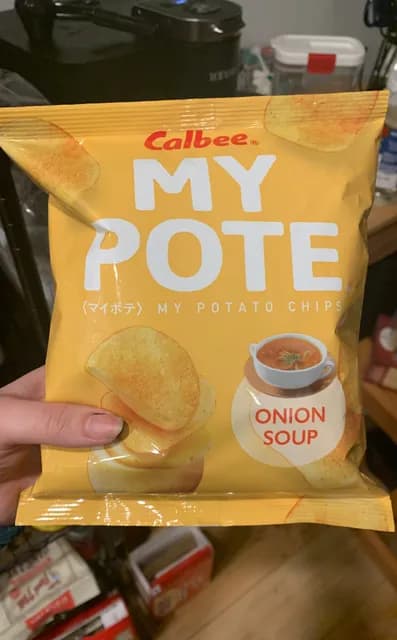 Calbee®
MY
POTE
〈マイポテ〉 MY POTATO CHIPS
ONION
SOUP